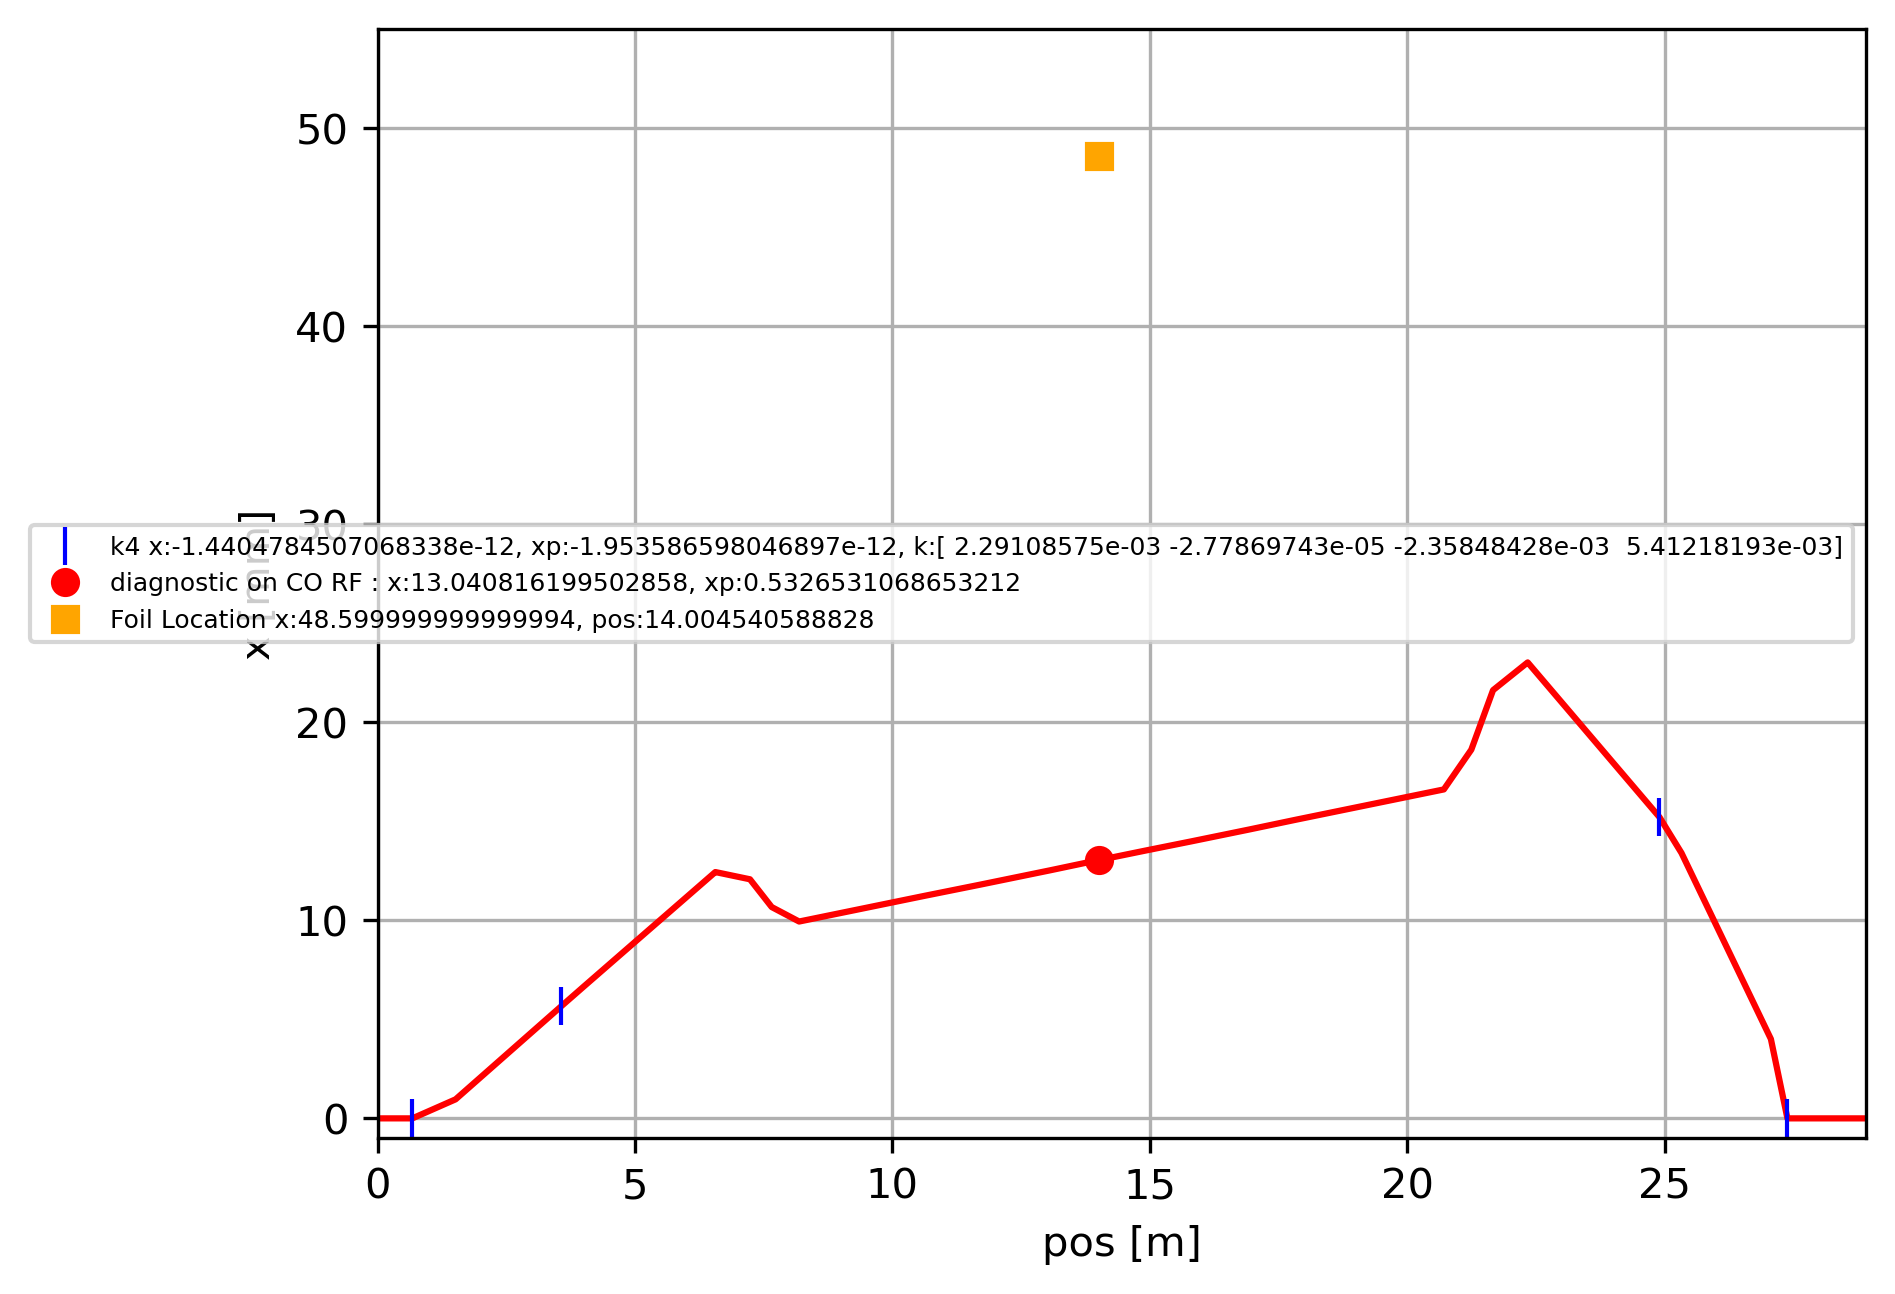 50
40
30
x [mm]
k4 x:-1.4404784507068338e-12, xp:-1.953586598046897e-12, k:[ 2.29108575e-03 -2.77869743e-05 -2.35848428e-03  5.41218193e-03]
diagnostic on CO RF : x:13.040816199502858, xp:0.5326531068653212
Foil Location x:48.599999999999994, pos:14.004540588828
20
10
0
0 5 10 15 20 25
pos [m]